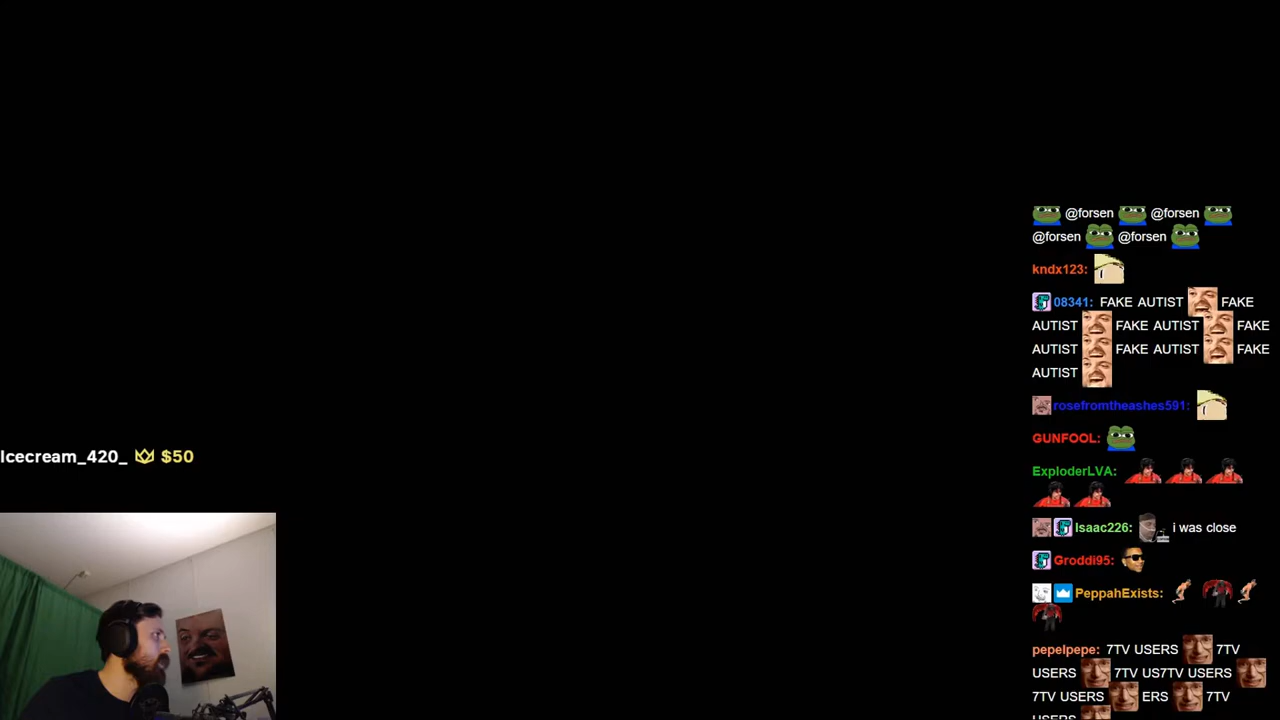 @forsen @forsen
@forsen @forsen
kndx123:
08341: FAKE AUTIST FAKE
AUTIST FAKE AUTIST FAKE
AUTIST FAKE AUTIST FAKE
AUTIST
rosefromtheashes591:
GUNFOOL:
ExploderLVA:
Isaac226: i was close
Groddi95:
PeppahExists:
pepelpepe: 7TV USERS 7TV
USERS 7TV US7TV USERS
7TV USERS ERS 7TV
USERS
Icecream_420_ $50